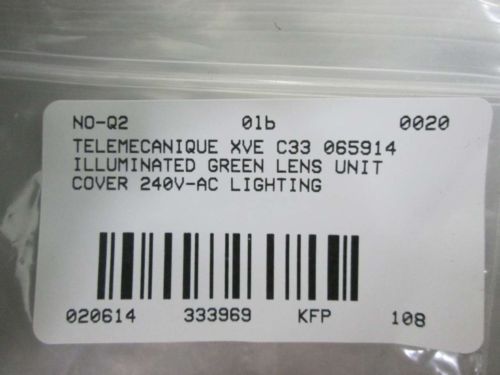 NO-Q2 01b 0020
TELEMECANIQUE XVE C33 065914
ILLUMINATED GREEN LENS UNIT
COVER 240V-AC LIGHTING
020614 333969 KFP 108